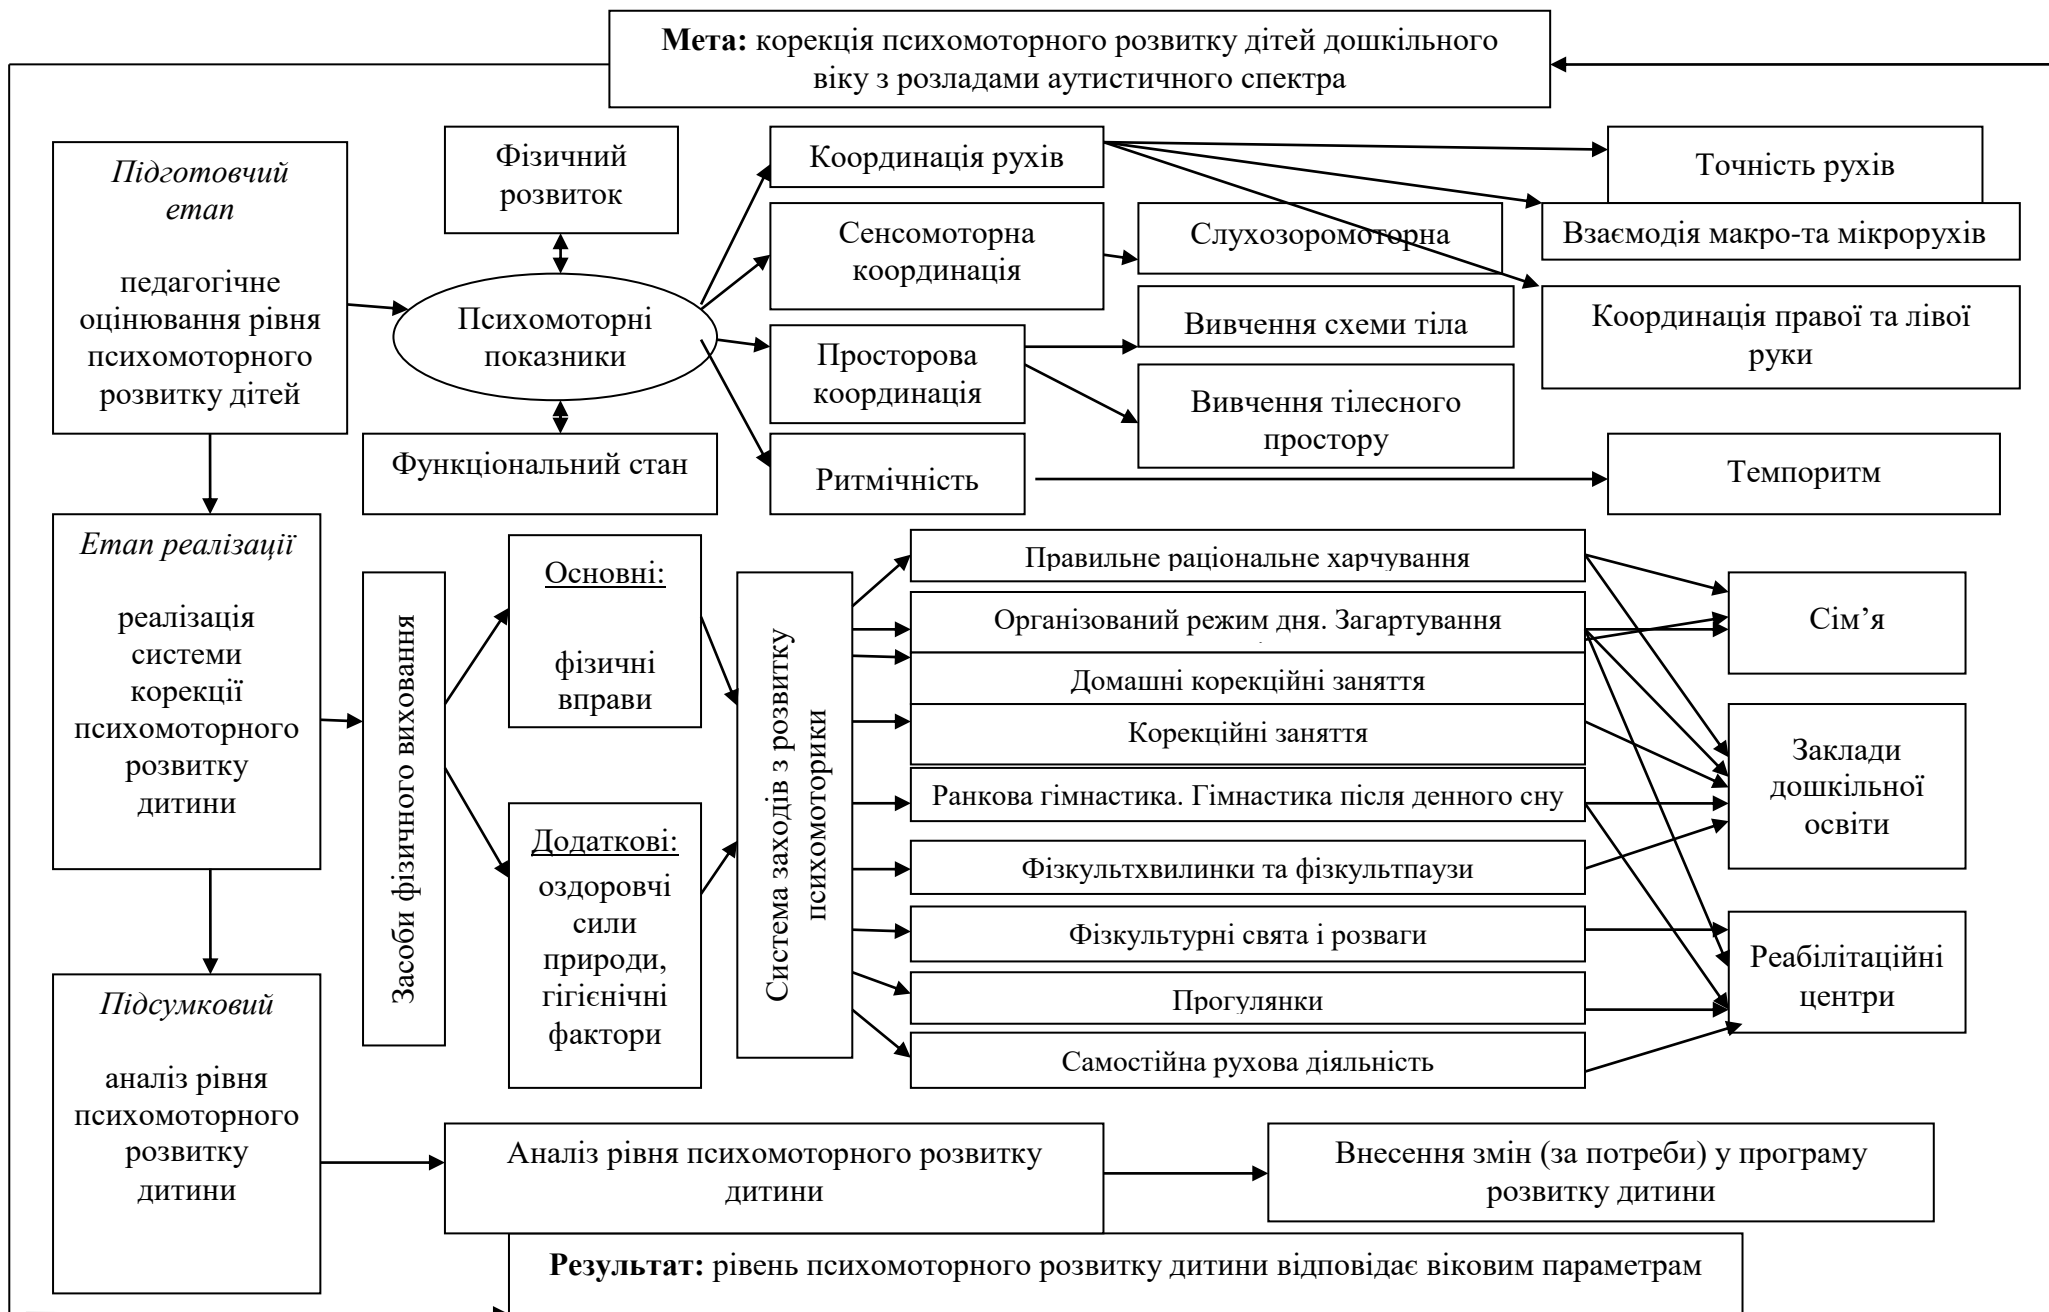 Мета: корекція психомоторного розвитку дітей дошкільного
віку з розладами аутистичного спектра
Підготовчий
етап
педагогічне
оцінювання рівня
психомоторного
розвитку дітей
Фізичний
розвиток
Психомоторні
показники
Функціональний стан
Координація рухів
Сенсомоторна
координація
Просторова
координація
Ритмічність
Слухозоромоторна
Вивчення схеми тіла
Вивчення тілесного
простору
Точність рухів
Взаємодія макро-та мікрорухів
Координація правої та лівої
руки
Темпоритм
Етап реалізації
реалізація
системи
корекції
психомоторного
розвитку
дитини
Засоби фізичного виховання
Основні:
фізичні
вправи
Додаткові:
оздоровчі
сили
природи,
гігієнічні
фактори
Система заходів з розвитку
психомоторики
Правильне раціональне харчування
Організований режим дня. Загартування
Домашні корекційні заняття
Корекційні заняття
Ранкова гімнастика. Гімнастика після денного сну
Фізкультхвилинки та фізкультпаузи
Фізкультурні свята і розваги
Прогулянки
Самостійна рухова діяльність
Сім’я
Заклади
дошкільної
освіти
Реабілітаційні
центри
Підсумковий
аналіз рівня
психомоторного
розвитку
дитини
Аналіз рівня психомоторного розвитку
дитини
Внесення змін (за потреби) у програму
розвитку дитини
Результат: рівень психомоторного розвитку дитини відповідає віковим параметрам